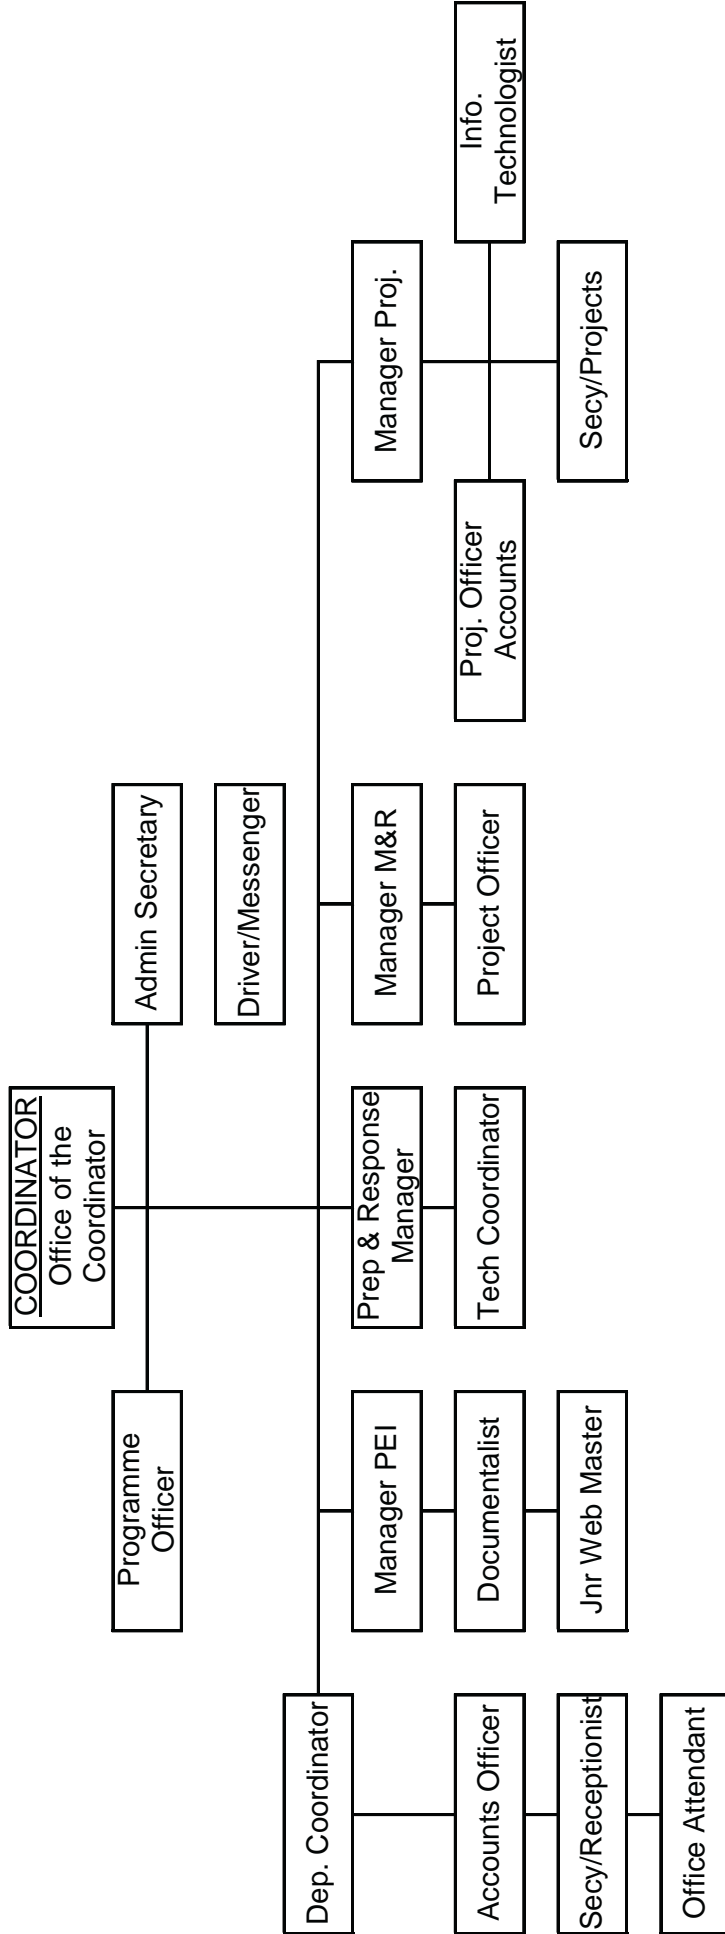 COORDINATOR
Office of the
Coordinator
Programme
Officer
Admin Secretary
Driver/Messenger
Dep. Coordinator
Manager PEI
Prep & Response
Manager
Manager M&R
Manager Proj.
Accounts Officer
Documentalist
Tech Coordinator
Project Officer
Proj. Officer
Accounts
Info.
Technologist
Secy/Receptionist
Jnr Web Master
Secy/Projects
Office Attendant